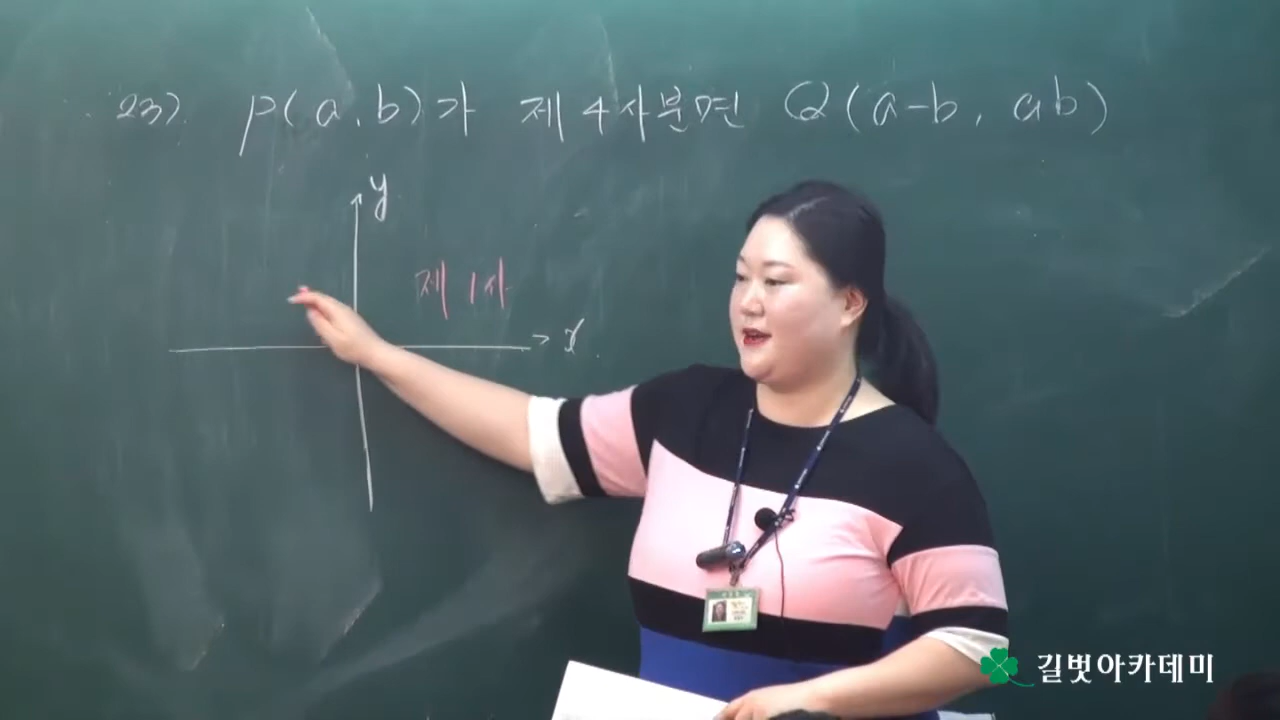 23) P(a, b)가 제4사분면 Q(a-b, ab)
y
제 1사
x
길벗아카데미